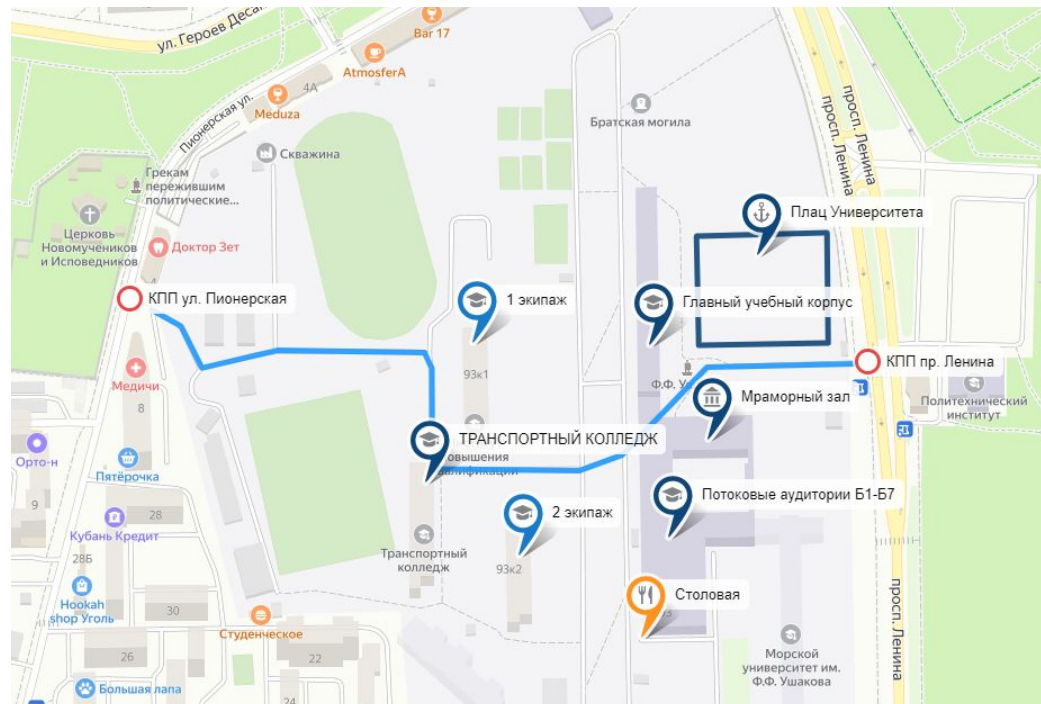 ул. Героев Деса
Bar 17
AtmosferA
4А
Meduza
Пионерская ул.
Скважина
Братская могила
просп. Ленина
просп. Ленина
Грекам
пережившим
политические...
Церковь
Новомучеников
и Исповедников
Доктор Зет
4
Плац Университета
КПП ул. Пионерская
1 экипаж
Главный учебный корпус
93к1
Ф.Ф. У
КПП пр. Ленина
Медичи
8
Мраморный зал
Политехнический
институт
ТРАНСПОРТНЫЙ КОЛЛЕДЖ
овышения
валификации
Орто-н
9
Пятёрочка
Потоковые аудитории Б1-Б7
28
Кубань Кредит
2 экипаж
Транспортный
колледж
28Б
93к2
Hookah
shop Уголь
30
Столовая
93
просп. Ленина
Студенческое
26
22
Морской
университет им.
Ф.Ф. Ушакова
Большая лапа
24